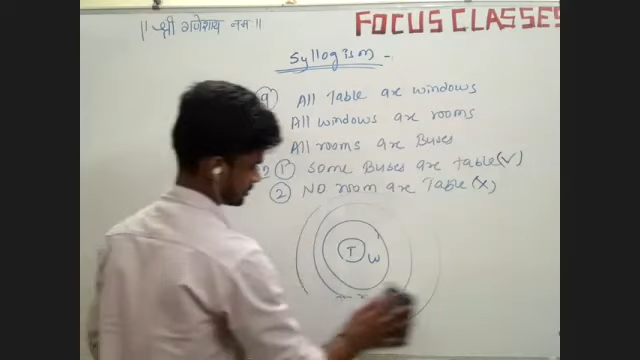 || श्री गणेशाय नमः ||
FOCUS CLASSES
Syllogism -
All Table are windows
All windows are rooms
All rooms are Buses
① Some Buses are table (✓)
② NO room are Table (X)
T W